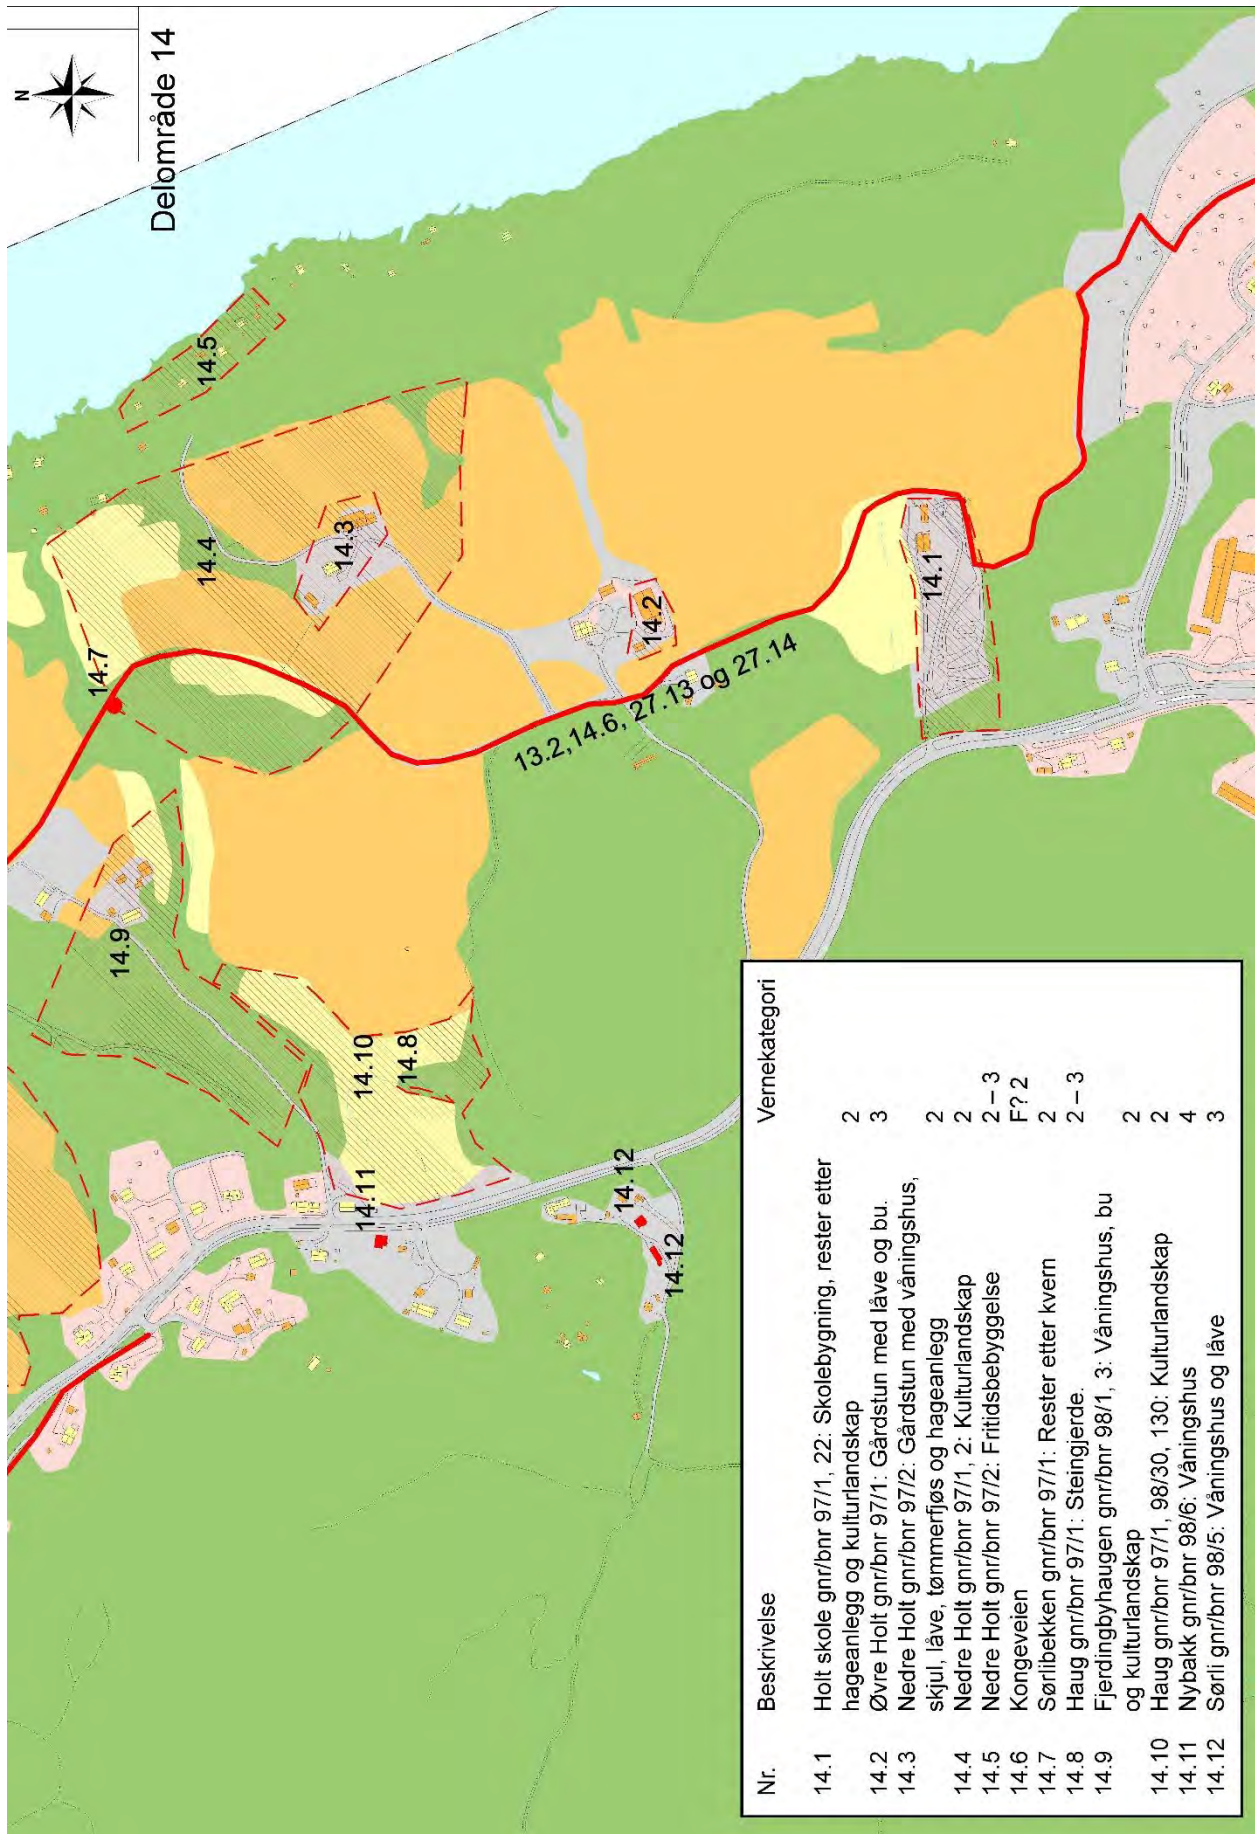 N
Delområde 14
14.7
14.4
14.5
14.3
14.9
14.10
14.8
14.2
13.2,14.6, 27.13 og 27.14
14.1
14.11
14.12
14.12
Nr. Beskrivelse Vernekategori
14.1 Holt skole gnr/bnr 97/1, 22: Skolebygning, rester etter
hageanlegg og kulturlandskap 2
14.2 Øvre Holt gnr/bnr 97/1: Gårdstun med låve og bu. 3
14.3 Nedre Holt gnr/bnr 97/2: Gårdstun med våningshus,
skjul, låve, tømmerfjøs og hageanlegg 2
14.4 Nedre Holt gnr/bnr 97/1, 2: Kulturlandskap 2
14.5 Nedre Holt gnr/bnr 97/2: Fritidsbebyggelse 2 – 3
14.6 Kongeveien F? 2
14.7 Sørlibekken gnr/bnr 97/1: Rester etter kvern 2
14.8 Haug gnr/bnr 97/1: Steingjerde. 2 – 3
14.9 Fjerdingbyhaugen gnr/bnr 98/1, 3: Våningshus, bu
og kulturlandskap 2
14.10 Haug gnr/bnr 97/1, 98/30, 130: Kulturlandskap 2
14.11 Nybakk gnr/bnr 98/6: Våningshus 4
14.12 Sørli gnr/bnr 98/5: Våningshus og låve 3